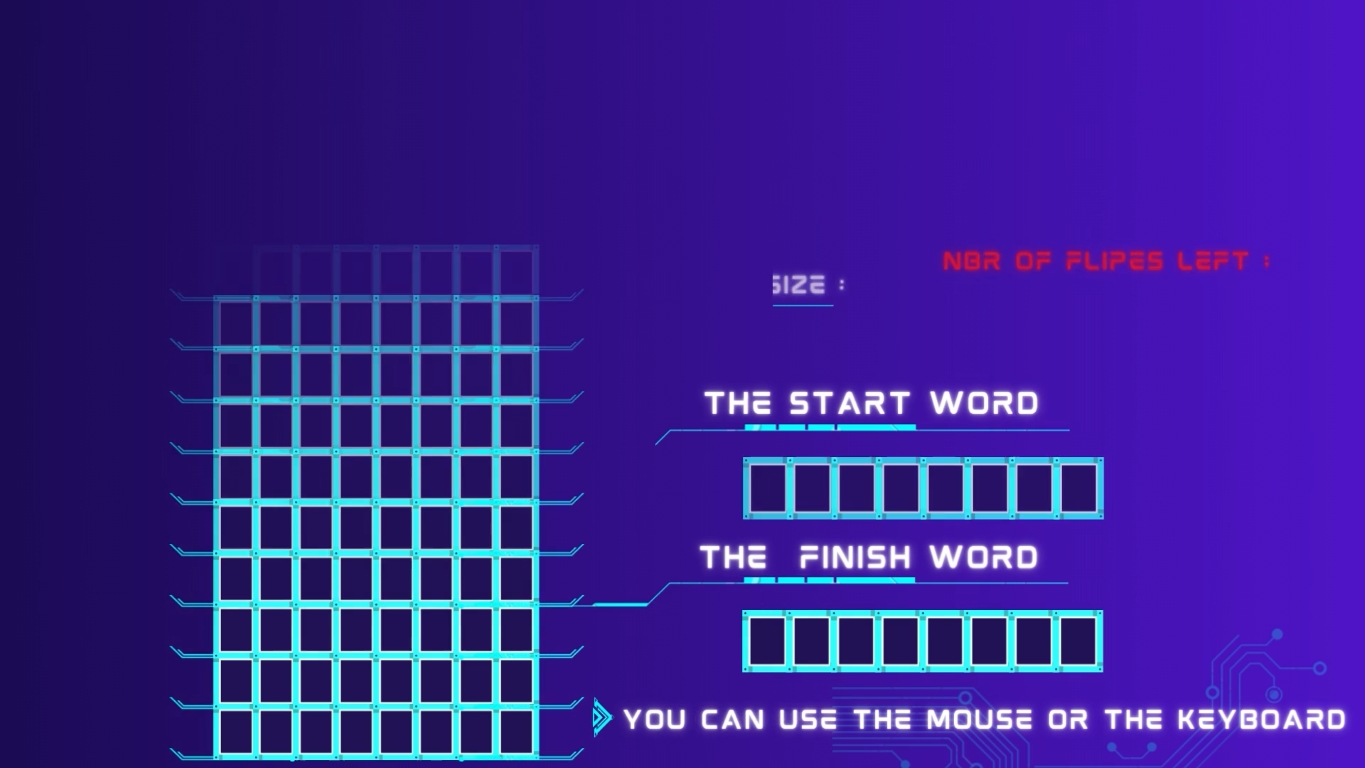 NBR OF FLIPES LEFT :
SIZE :
THE START WORD
THE FINISH WORD
YOU CAN USE THE MOUSE OR THE KEYBOARD